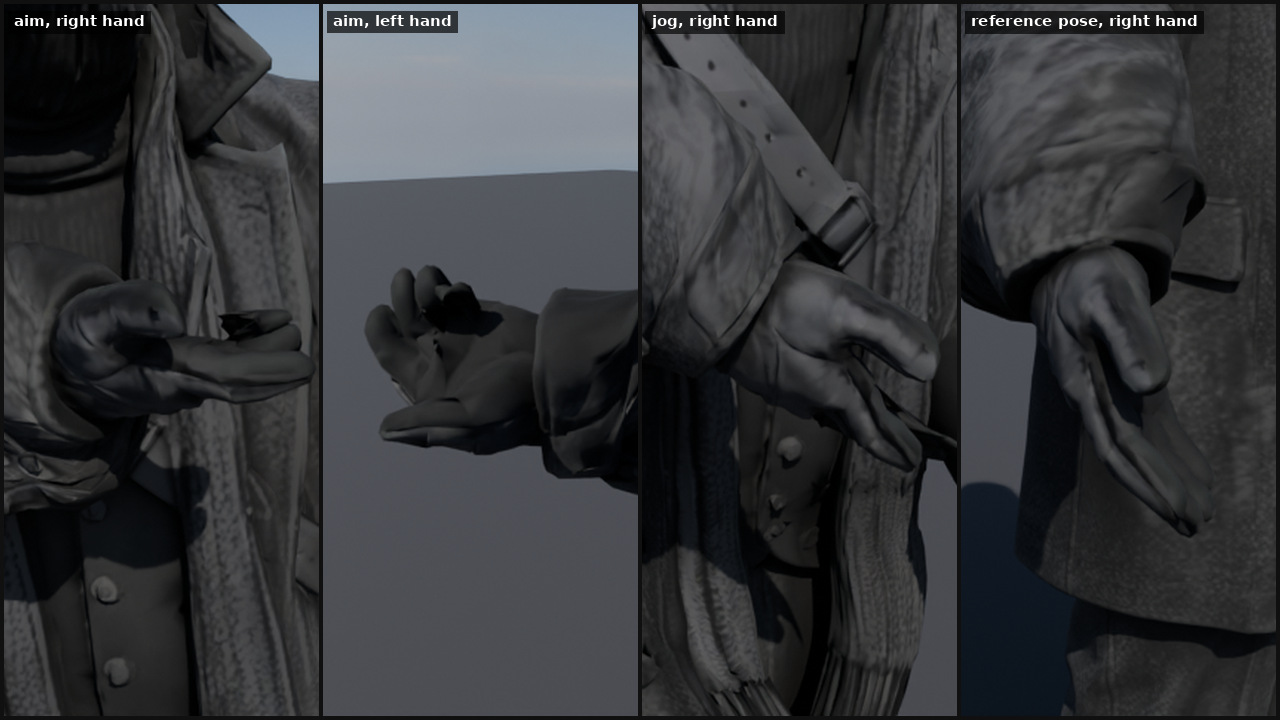 aim, right hand
aim, left hand
jog, right hand
reference pose, right hand